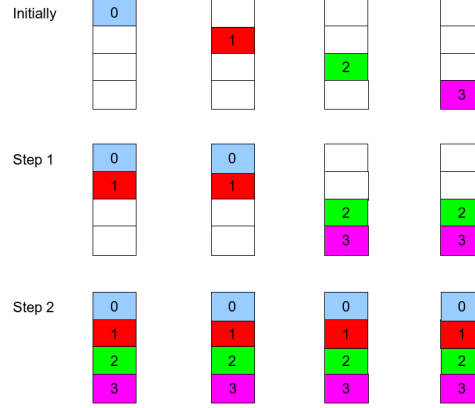 Initially 0
1
2
3
Step 1 0 0
1 1
2 2
3 3
Step 2 0 0 0 0
1 1 1 1
2 2 2 2
3 3 3 3